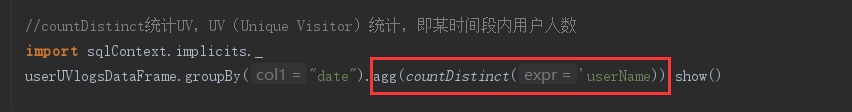 //countDistinct统计UV，UV（Unique Visitor）统计，即某时间段内用户人数
import sqlContext.implicits._
userUVlogsDataFrame.groupBy( col1 = "date").agg(countDistinct( expr = 'userName)).show()